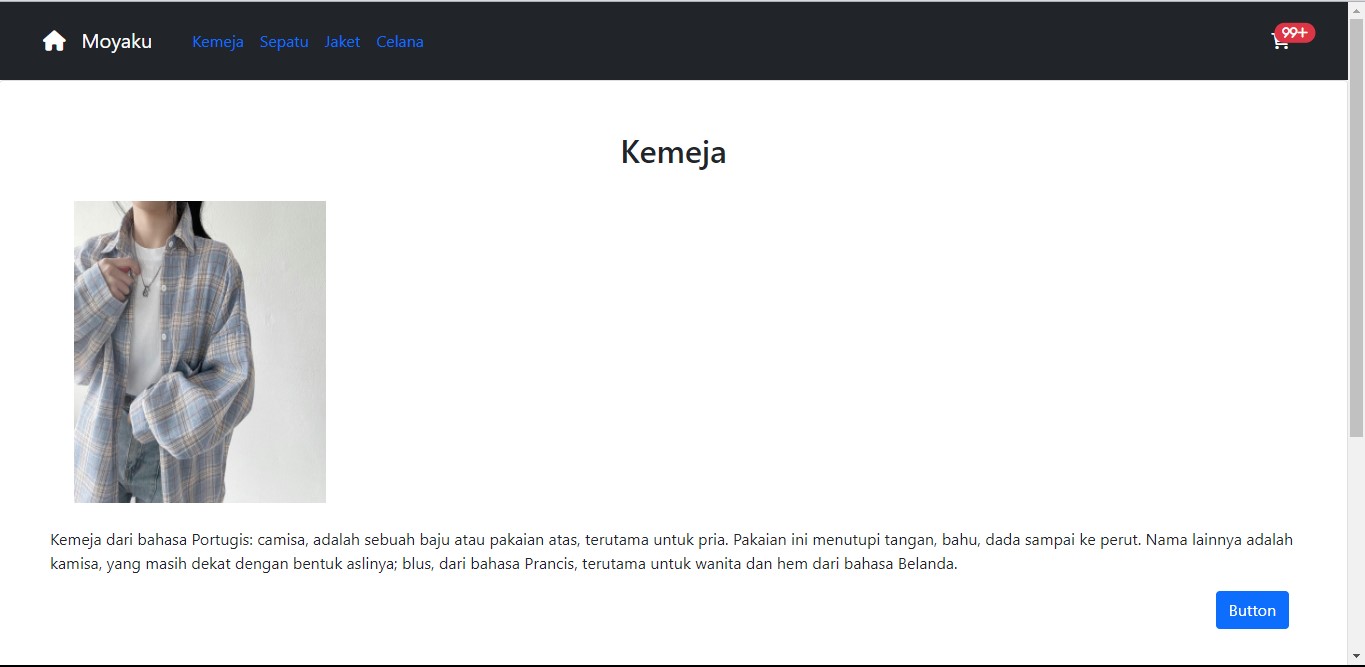 Moyaku Kemeja Sepatu Jaket Celana 99+
Kemeja
Kemeja dari bahasa Portugis: camisa, adalah sebuah baju atau pakaian atas, terutama untuk pria. Pakaian ini menutupi tangan, bahu, dada sampai ke perut. Nama lainnya adalah
kamisa, yang masih dekat dengan bentuk aslinya; blus, dari bahasa Prancis, terutama untuk wanita dan hem dari bahasa Belanda.
Button